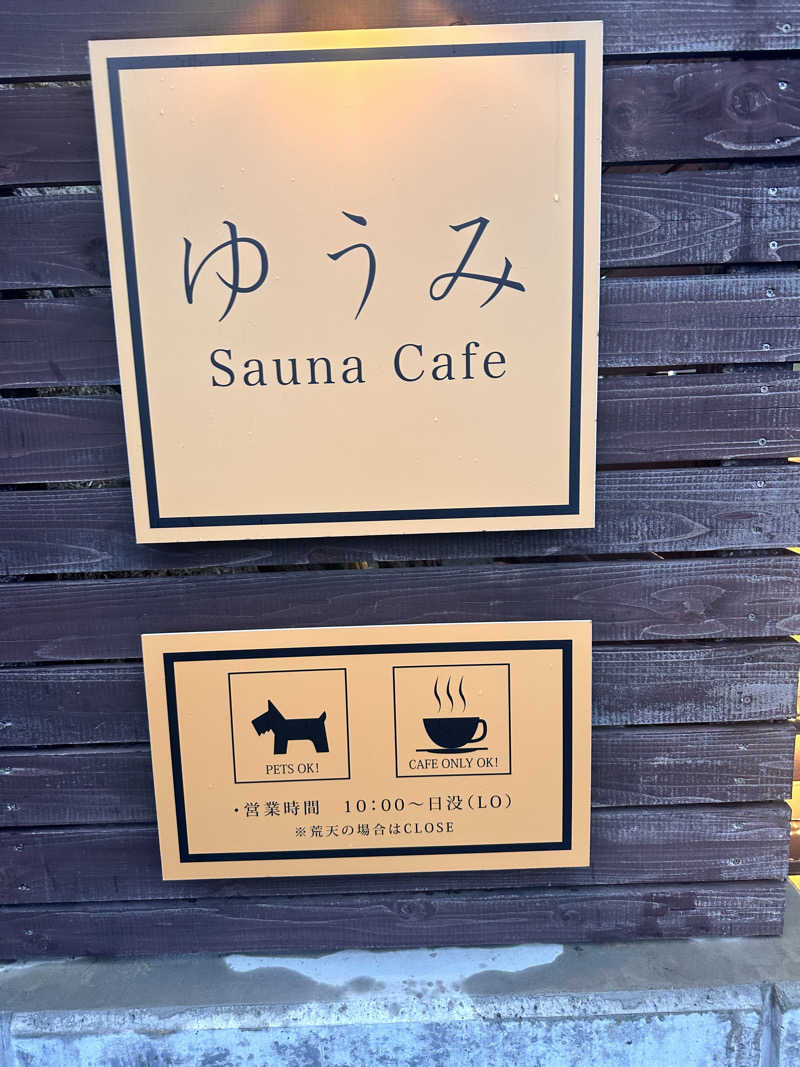 ゆうみ
Sauna Cafe
PETS OK!
CAFE ONLY OK!
・営業時間 10:00〜日没(LO)
※荒天の場合はCLOSE